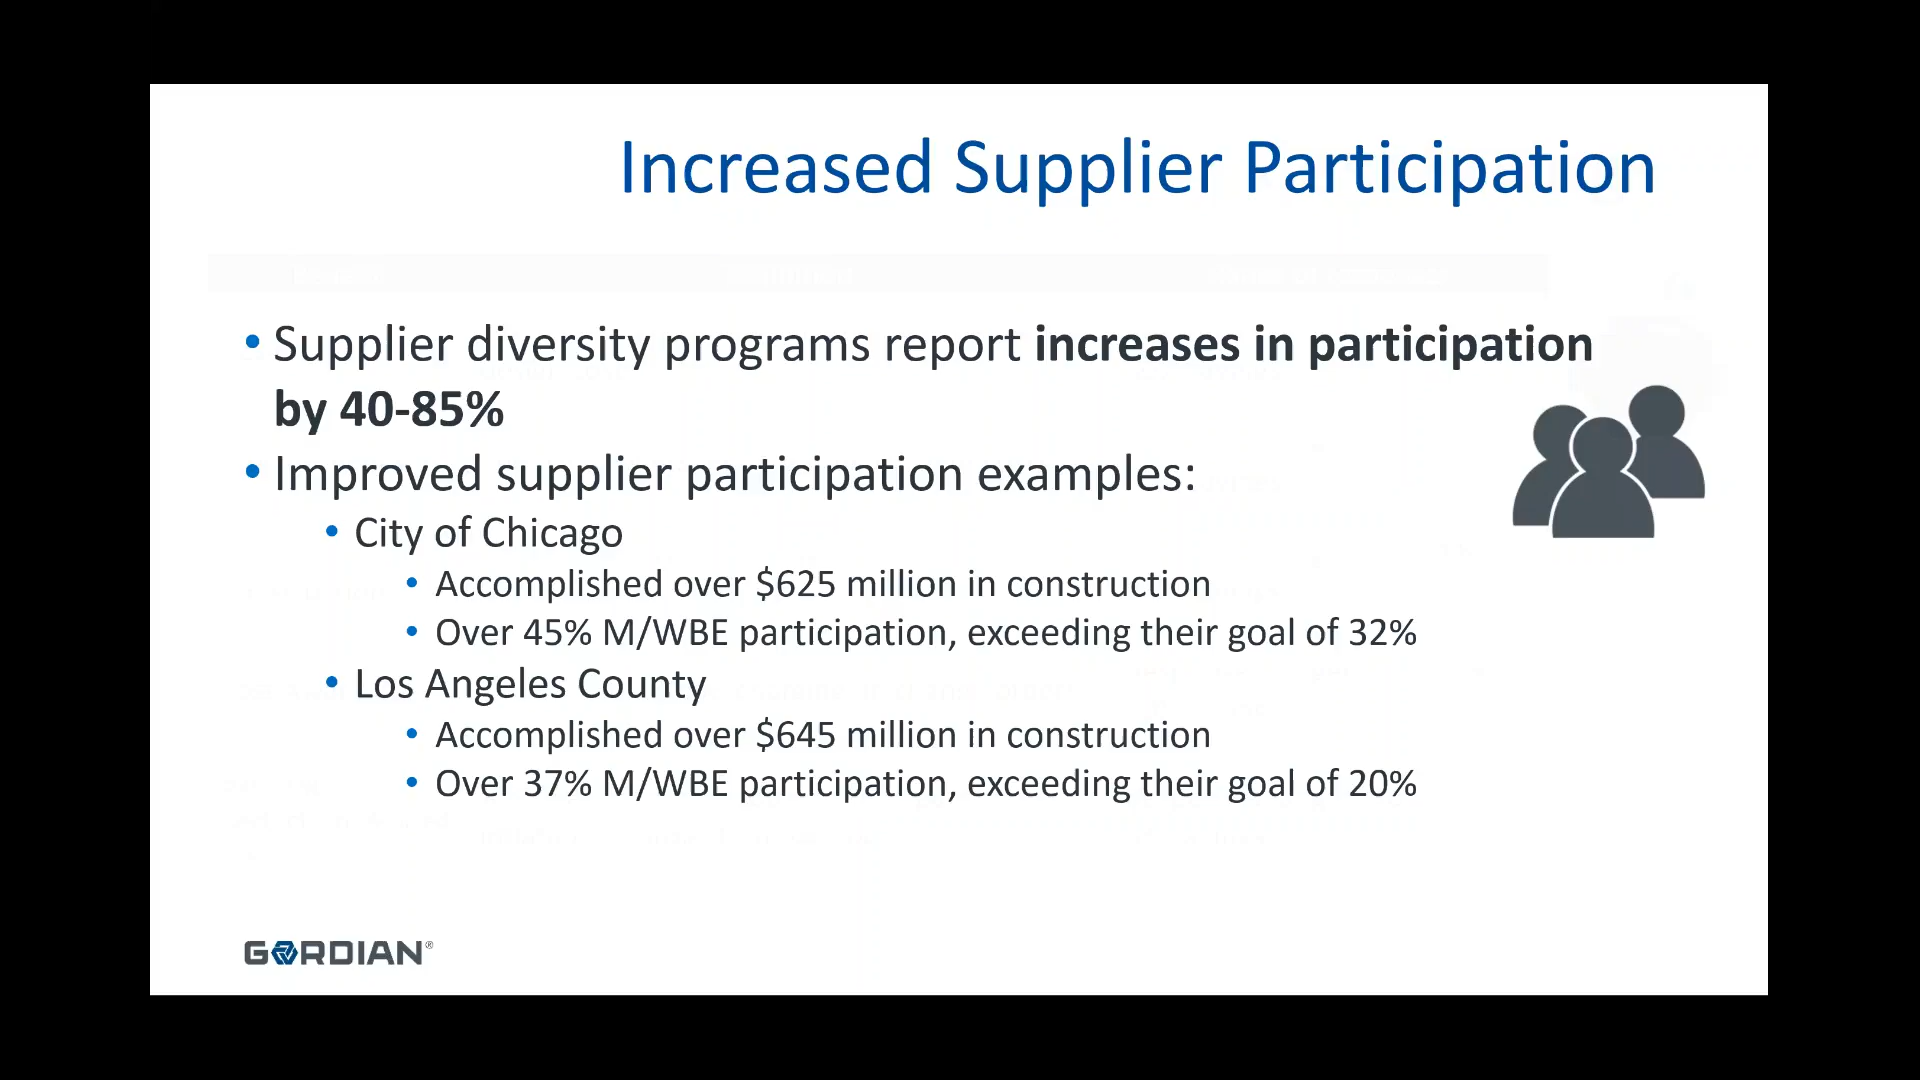 Increased Supplier Participation
• Supplier diversity programs report increases in participation
by 40-85%
• Improved supplier participation examples:
• City of Chicago
• Accomplished over $625 million in construction
• Over 45% M/WBE participation, exceeding their goal of 32%
• Los Angeles County
• Accomplished over $645 million in construction
• Over 37% M/WBE participation, exceeding their goal of 20%
GORDIAN®